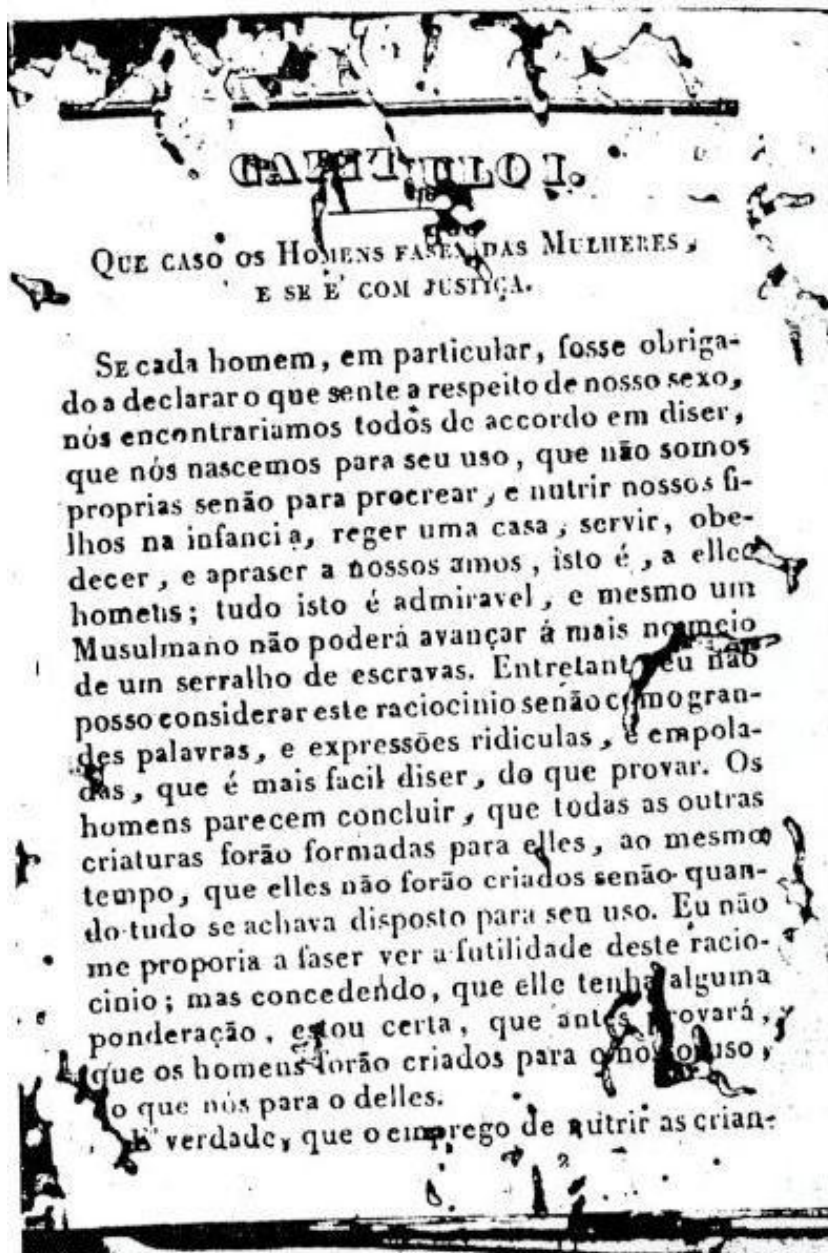 CAPITULO I.
QUE CASO OS HOMENS FASEM DAS MULHERES,
E SE E' COM JUSTIÇA.
SE cada homem, em particular, fosse obriga-
do a declarar o que sente a respeito de nosso sexo,
nós encontrariamos todos de accordo em diser,
que nós nascemos para seu uso, que não somos
proprias senão para procrear, e nutrir nossos fi-
lhos na infancia, reger uma casa, servir, obe-
decer, e apraser a nossos amos, isto é, a elles
homens; tudo isto é admiravel, e mesmo um
Musulmano não poderá avançar á mais no meio
de um serralho de escravas. Entretanto eu não
posso considerar este raciocinio senão como gran-
des palavras, e expressões ridiculas, e empola-
das, que é mais facil diser, do que provar. Os
homens parecem concluir, que todas as outras
criaturas forão formadas para elles, ao mesmo
tempo, que elles não forão criados senão quan-
do tudo se achava disposto para seu uso. Eu não
me proporia a faser ver a futilidade deste racio-
cinio; mas concedendo, que elle tenha alguma
ponderação, estou certa, que antes provará,
que os homens forão criados para o nosso uso,
do que nós para o delles.
E' verdade, que o emprego de nutrir as crian-
2